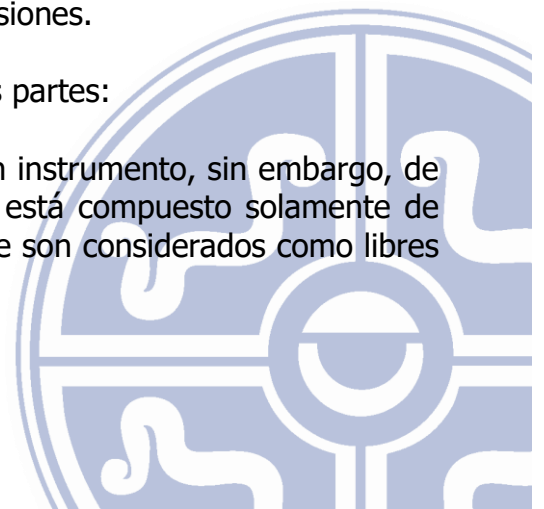 siones.
partes:
instrumento, sin embargo, de
está compuesto solamente de
e son considerados como libres